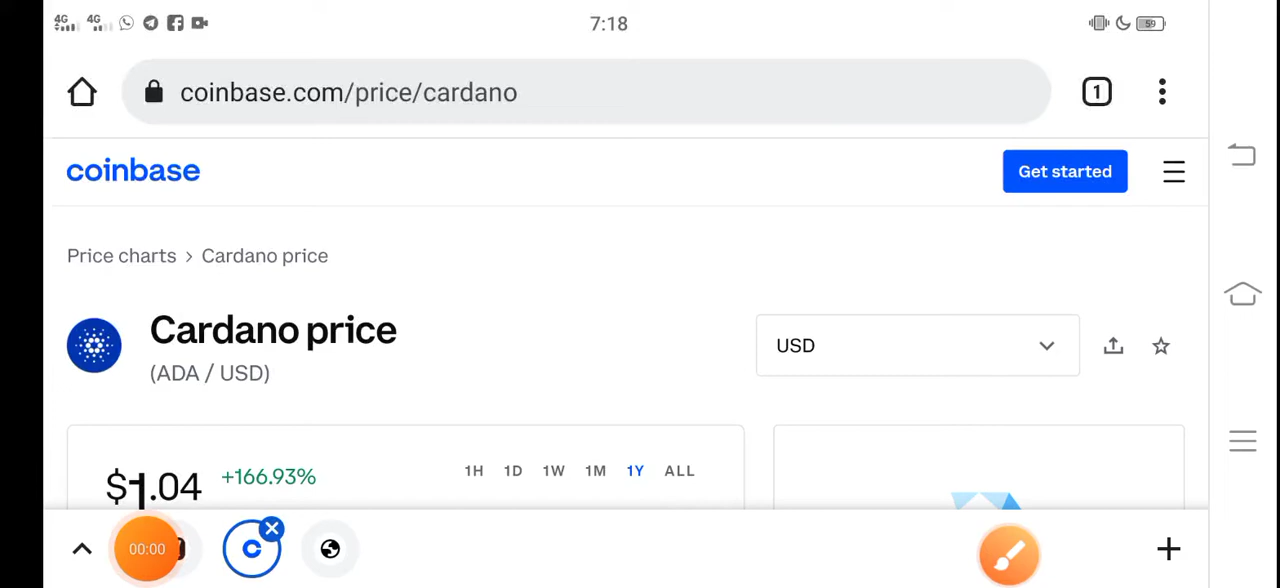 4G 4G 7:18 59
coinbase.com/price/cardano 1
coinbase Get started
Price charts > Cardano price
Cardano price
(ADA / USD)
USD
$1.04 +166.93% 1H 1D 1W 1M 1Y ALL
00:00